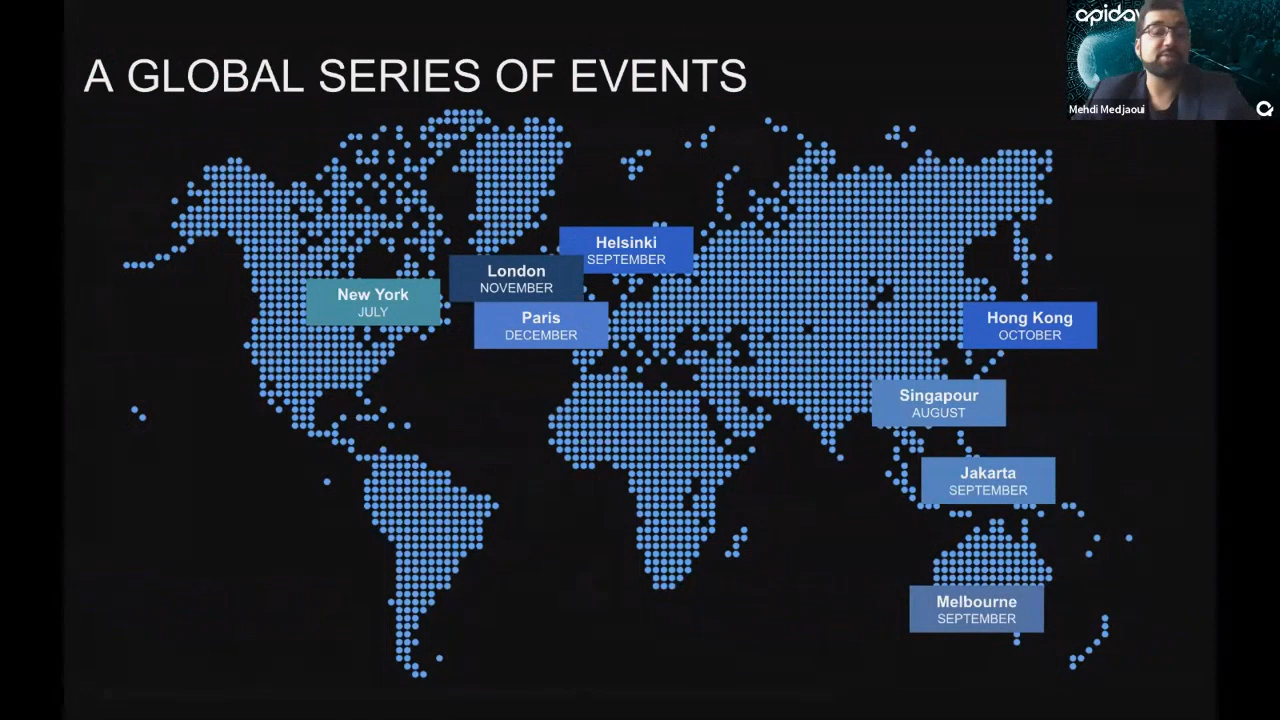 apida
Mehdi Medjaoui
A GLOBAL SERIES OF EVENTS
Helsinki
SEPTEMBER
London
NOVEMBER
New York
JULY
Paris
DECEMBER
Hong Kong
OCTOBER
Singapour
AUGUST
Jakarta
SEPTEMBER
Melbourne
SEPTEMBER